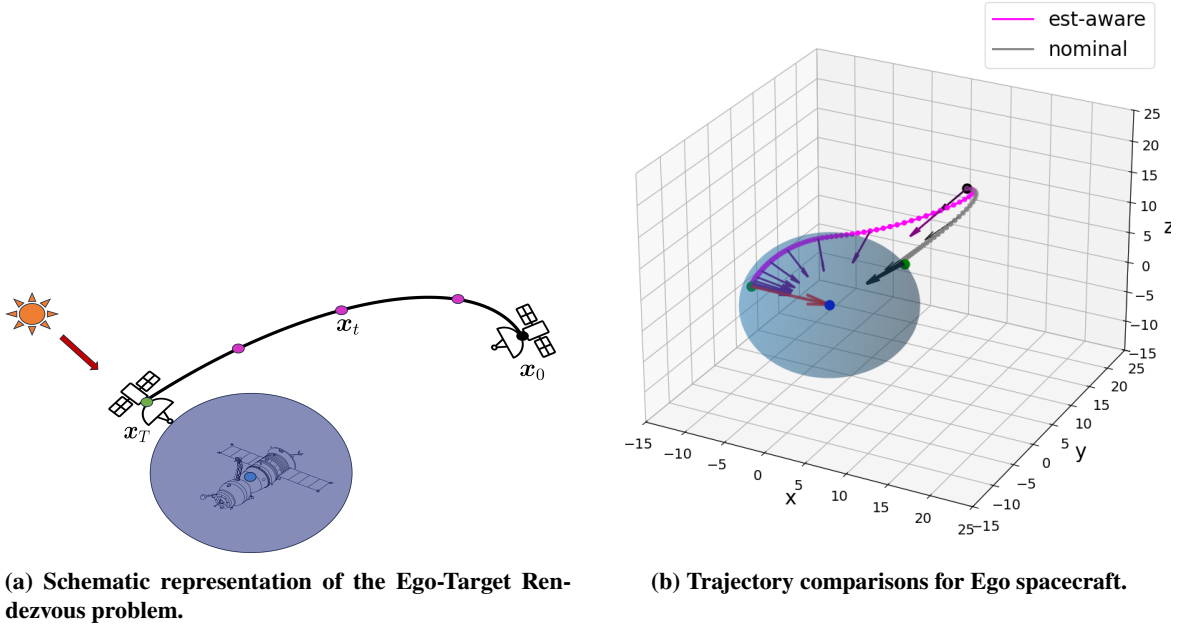 est-aware
nominal
25
20
15
10
5
0
−5
−10
−15
z
x_t
x_0
x_T
−15
−10
−5
0
5
10
15
20
25
x
−15
−10
−5
0
5
10
15
20
25
y
(a) Schematic representation of the Ego-Target Ren-
dezvous problem.
(b) Trajectory comparisons for Ego spacecraft.